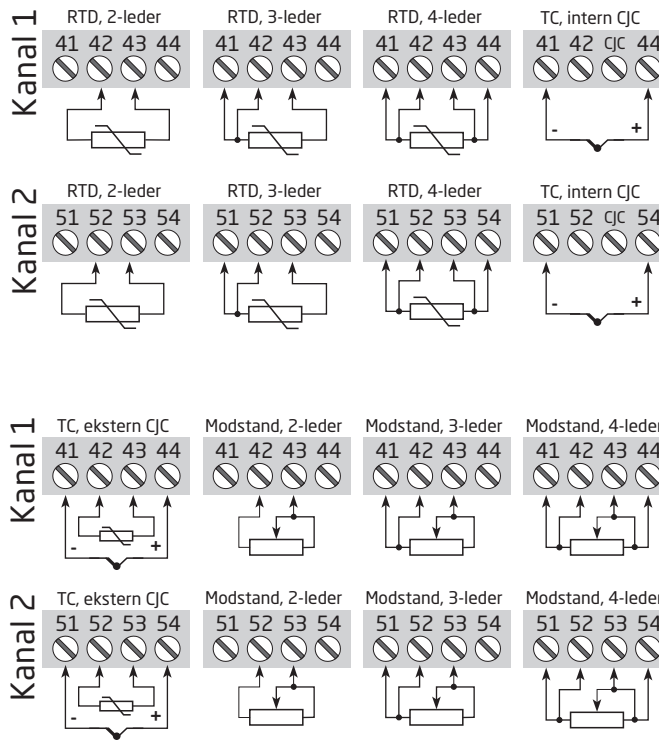 Kanal 1
RTD, 2-leder
41 42 43 44
RTD, 3-leder
41 42 43 44
RTD, 4-leder
41 42 43 44
TC, intern CJC
41 42 CJC 44
- +
Kanal 2
RTD, 2-leder
51 52 53 54
RTD, 3-leder
51 52 53 54
RTD, 4-leder
51 52 53 54
TC, intern CJC
51 52 CJC 54
- +
Kanal 1
TC, ekstern CJC
41 42 43 44
- +
Modstand, 2-leder
41 42 43 44
Modstand, 3-leder
41 42 43 44
Modstand, 4-leder
41 42 43 44
Kanal 2
TC, ekstern CJC
51 52 53 54
- +
Modstand, 2-leder
51 52 53 54
Modstand, 3-leder
51 52 53 54
Modstand, 4-leder
51 52 53 54